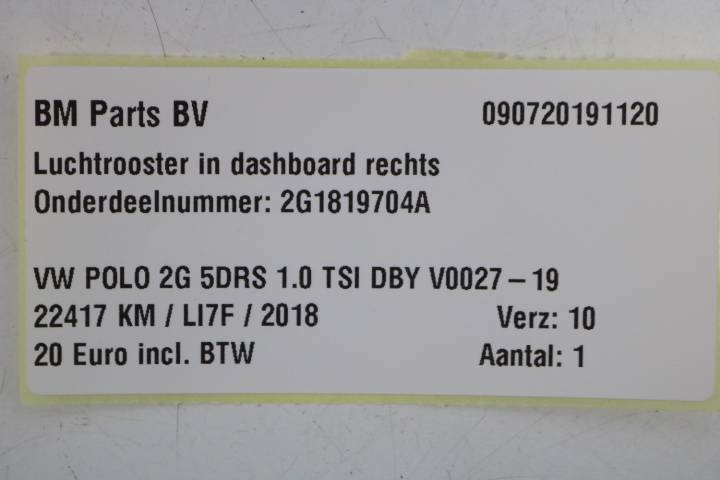 BM Parts BV 090720191120
Luchtrooster in dashboard rechts
Onderdeelnummer: 2G1819704A
VW POLO 2G 5DRS 1.0 TSI DBY V0027 – 19
22417 KM / LI7F / 2018 Verz: 10
20 Euro incl. BTW Aantal: 1